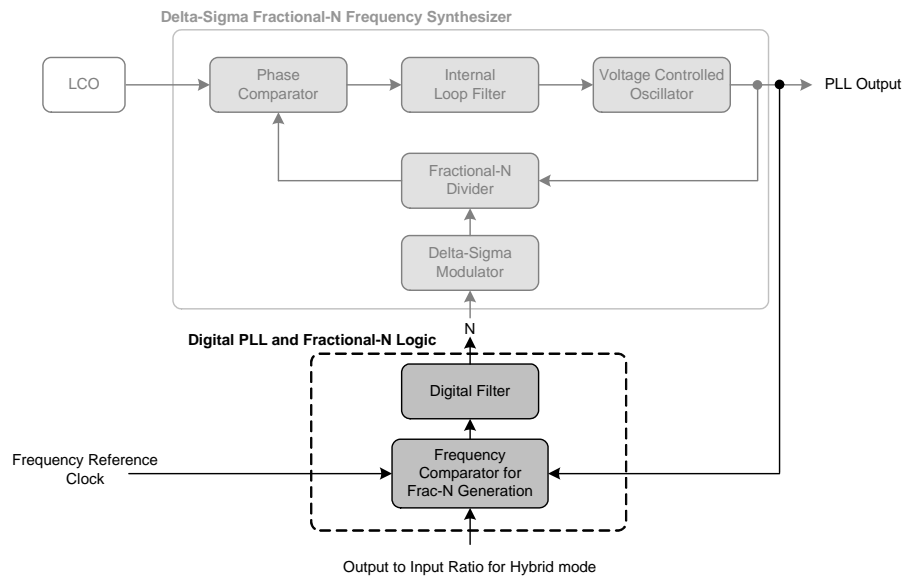 Delta-Sigma Fractional-N Frequency Synthesizer
LCO
Phase
Comparator
Internal
Loop Filter
Voltage Controlled
Oscillator
PLL Output
Fractional-N
Divider
Delta-Sigma
Modulator
N
Digital PLL and Fractional-N Logic
Digital Filter
Frequency Reference
Clock
Frequency
Comparator for
Frac-N Generation
Output to Input Ratio for Hybrid mode